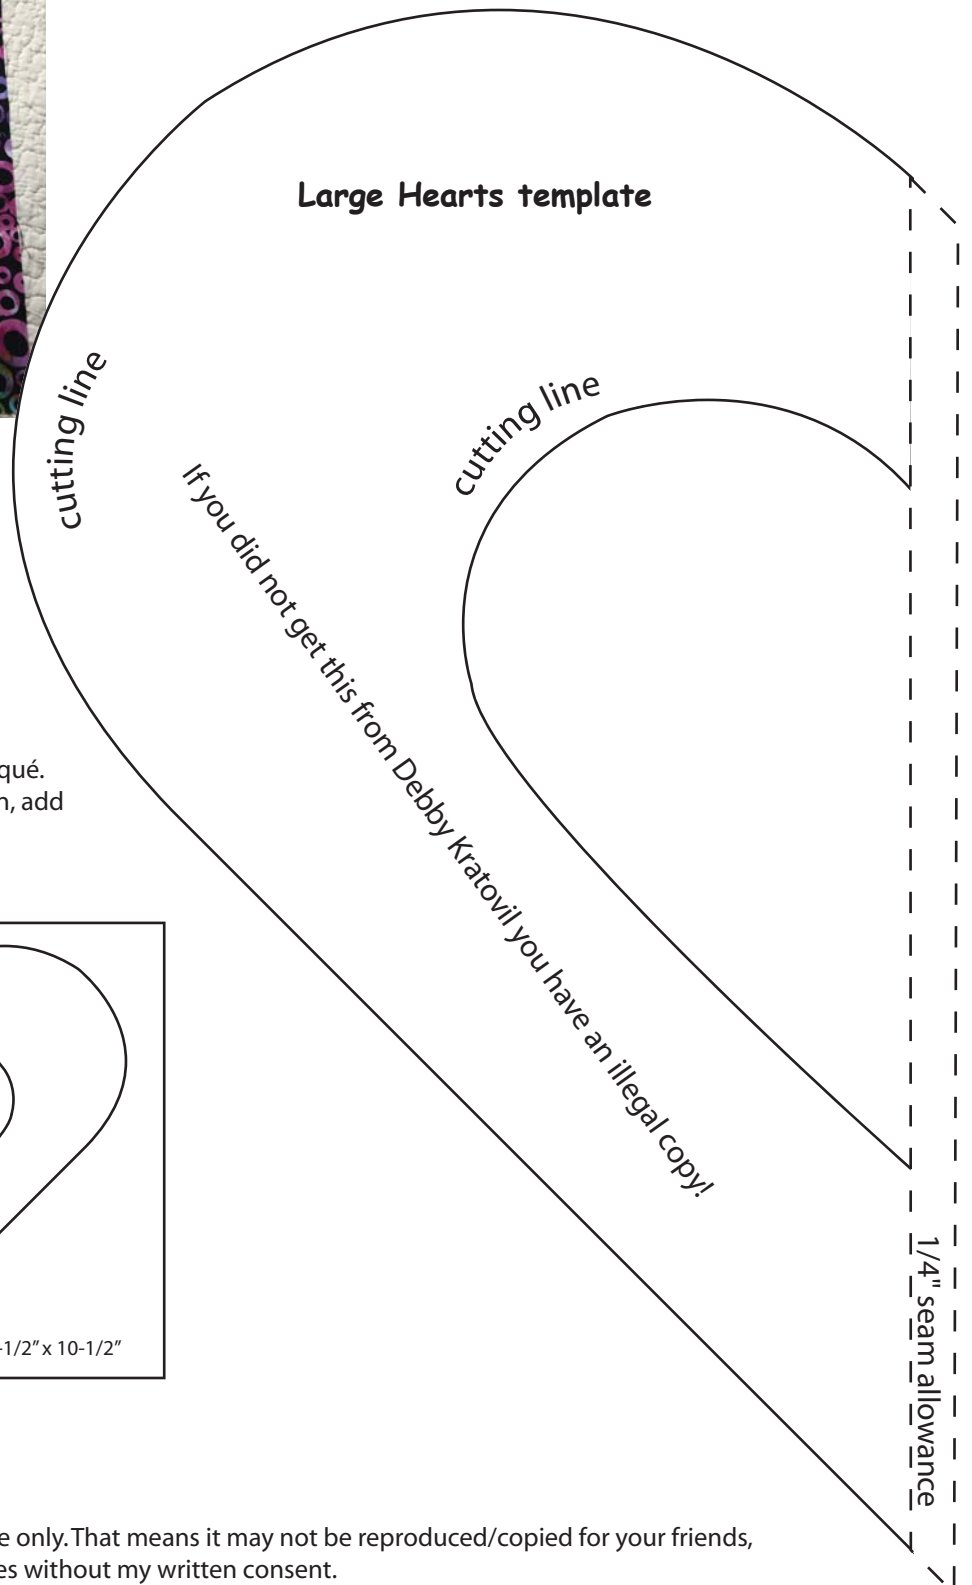 Large Hearts template
cutting line
cutting line
If you did not get this from Debby Kratovil you have an illegal copy!
qué.
, add
-1/2” x 10-1/2”
1/4" seam allowance
e only. That means it may not be reproduced/copied for your friends,
es without my written consent.